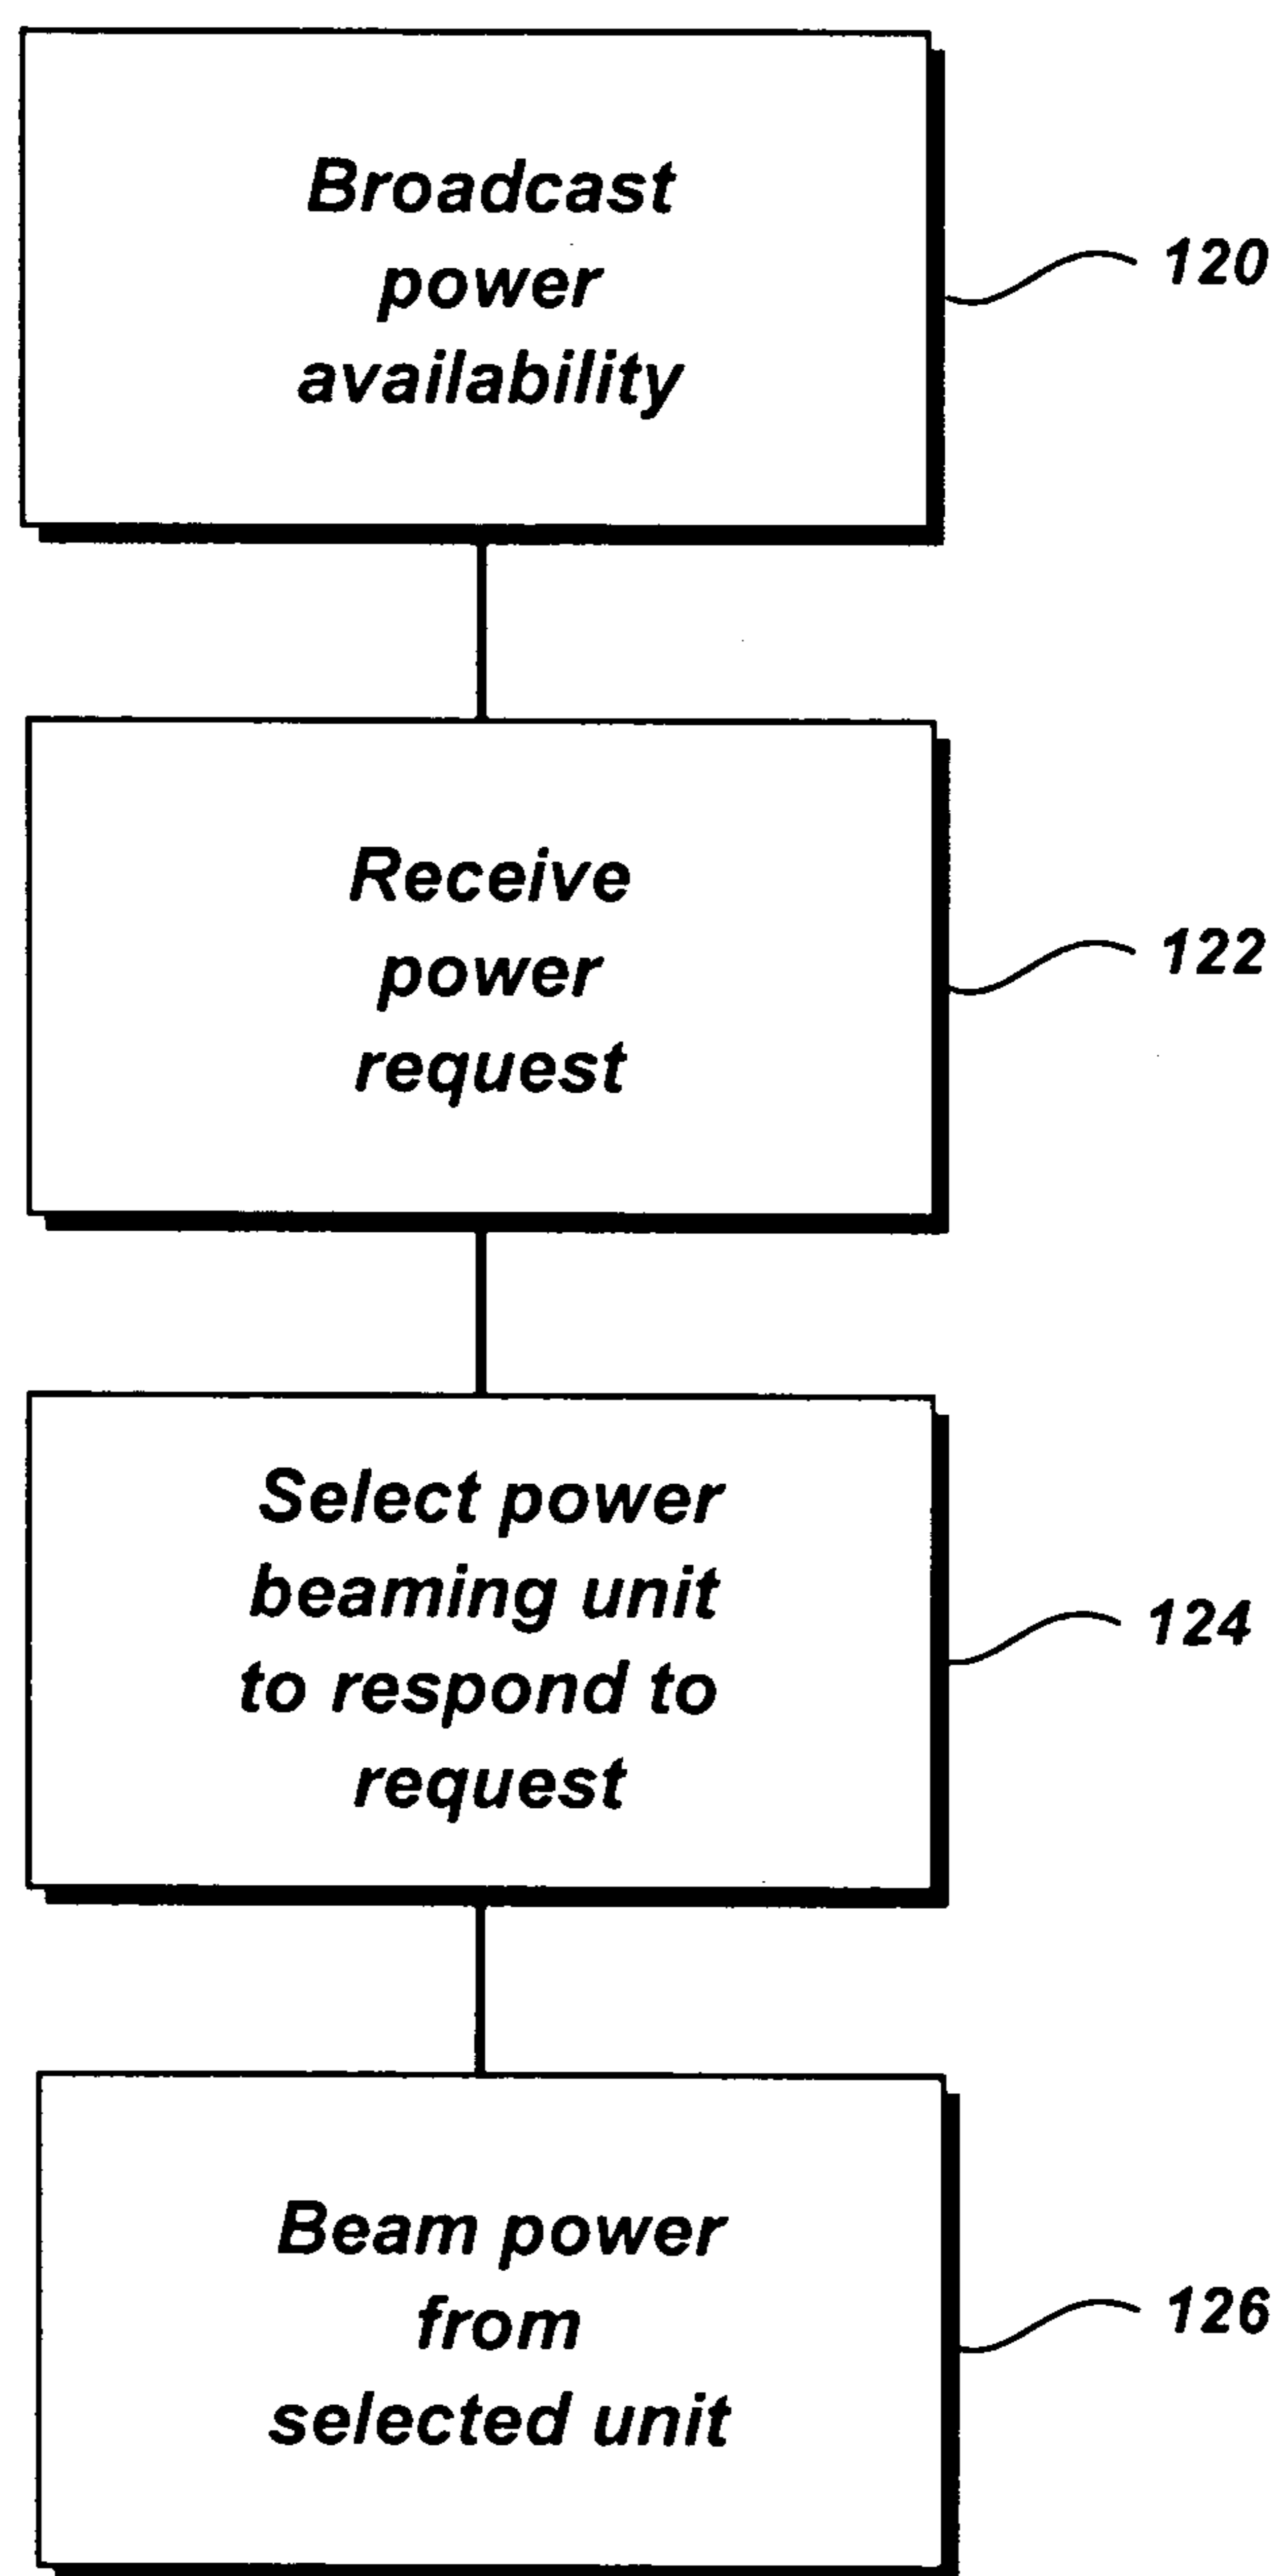 Broadcast
power
availability
120
Receive
power
request
122
Select power
beaming unit
to respond to
request
124
Beam power
from
selected unit
126